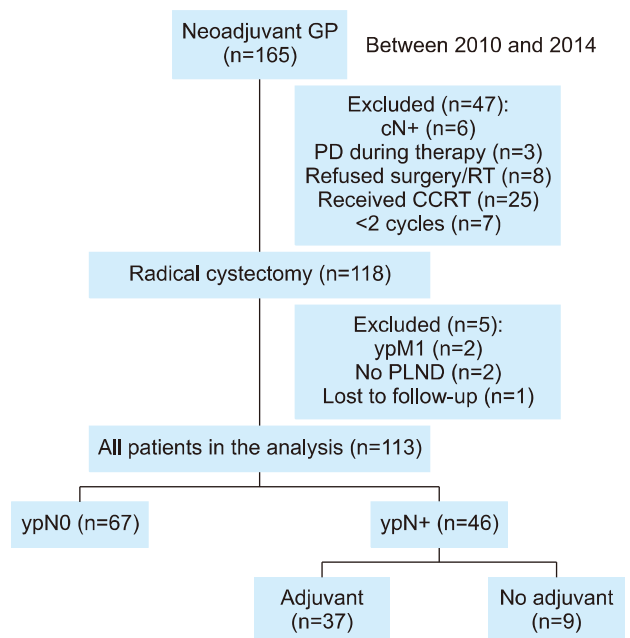 Neoadjuvant GP
(n=165)
Between 2010 and 2014
Excluded (n=47):
cN+ (n=6)
PD during therapy (n=3)
Refused surgery/RT (n=8)
Received CCRT (n=25)
<2 cycles (n=7)
Radical cystectomy (n=118)
Excluded (n=5):
ypM1 (n=2)
No PLND (n=2)
Lost to follow-up (n=1)
All patients in the analysis (n=113)
ypN0 (n=67)
ypN+ (n=46)
Adjuvant
(n=37)
No adjuvant
(n=9)